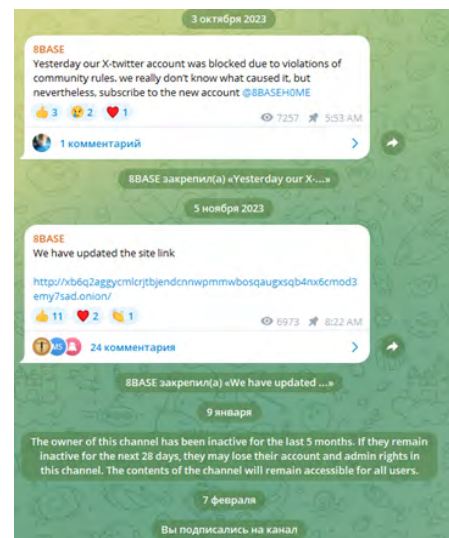 3 октября 2023
8BASE
Yesterday our X-twitter account was blocked due to violations of
community rules. we really don't know what caused it, but
nevertheless, subscribe to the new account @8BASEH0ME
👍 3 😢 2 ❤ 1
7257 5:53 AM
1 комментарий
8BASE закрепил(а) «Yesterday our X-...»
5 ноября 2023
8BASE
We have updated the site link
http://xb6q2aggycmlcrjtbjendcnnwpmmwbosqaugxsqb4nx6cmod3
emy7sad.onion/
👍 11 ❤ 2 👏 1
6973 8:22 AM
MS
24 комментария
8BASE закрепил(а) «We have updated ...»
9 января
The owner of this channel has been inactive for the last 5 months. If they remain
inactive for the next 28 days, they may lose their account and admin rights in
this channel. The contents of the channel will remain accessible for all users.
7 февраля
Вы подписались на канал